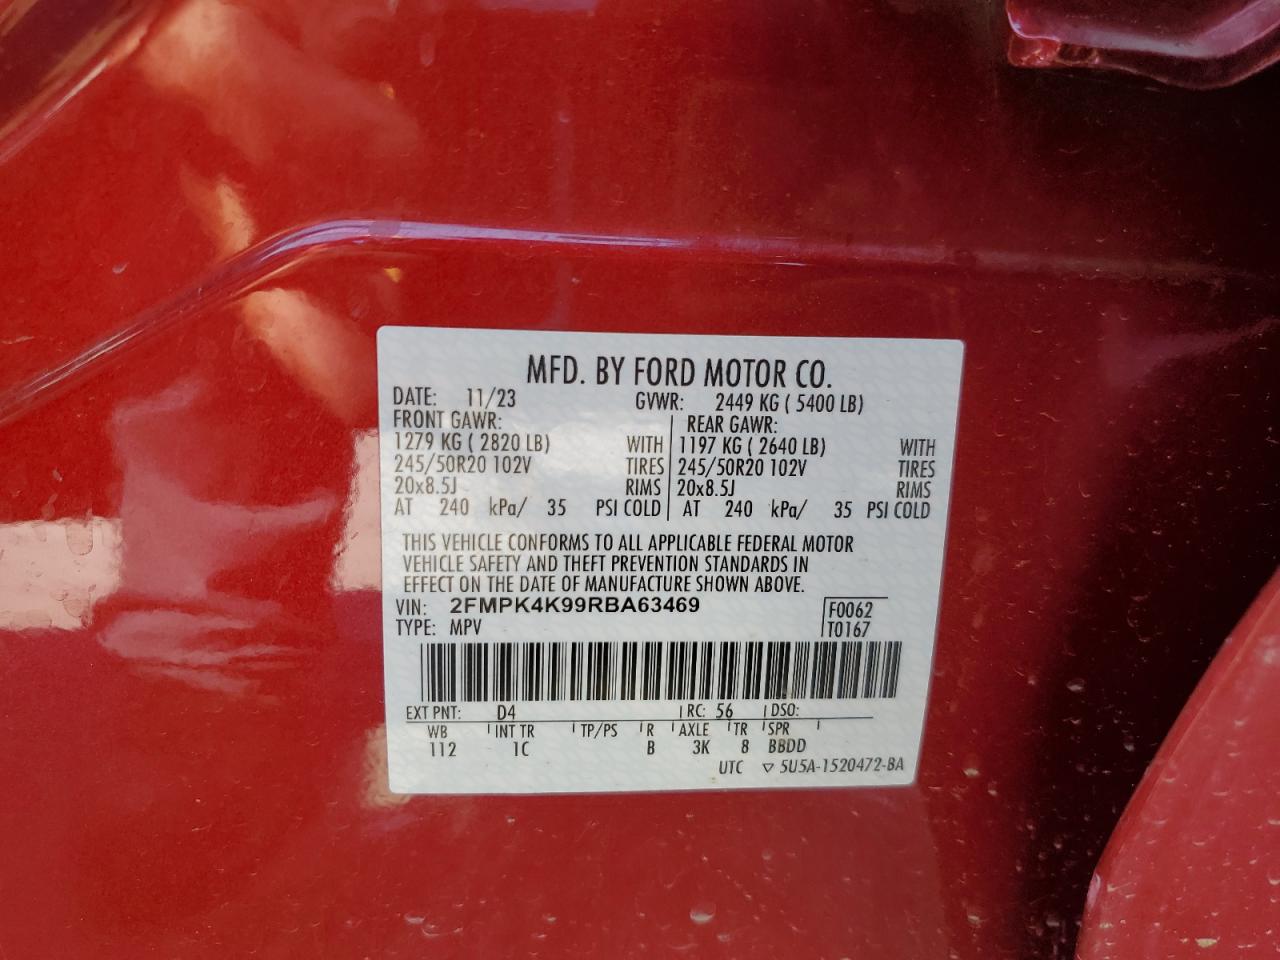 MFD. BY FORD MOTOR CO.
DATE: 11/23 GVWR: 2449 KG ( 5400 LB)
FRONT GAWR: REAR GAWR:
1279 KG ( 2820 LB) WITH 1197 KG ( 2640 LB) WITH
245/50R20 102V TIRES 245/50R20 102V TIRES
20x8.5J RIMS 20x8.5J RIMS
AT 240 kPa/ 35 PSI COLD AT 240 kPa/ 35 PSI COLD
THIS VEHICLE CONFORMS TO ALL APPLICABLE FEDERAL MOTOR
VEHICLE SAFETY AND THEFT PREVENTION STANDARDS IN
EFFECT ON THE DATE OF MANUFACTURE SHOWN ABOVE.
VIN: 2FMPK4K99RBA63469 F0062
TYPE: MPV T0167
EXT PNT: D4 RC: 56 DSO:
WB INT TR TP/PS R AXLE TR SPR
112 1C B 3K 8 BBDD
UTC ▽ 5U5A-1520472-BA